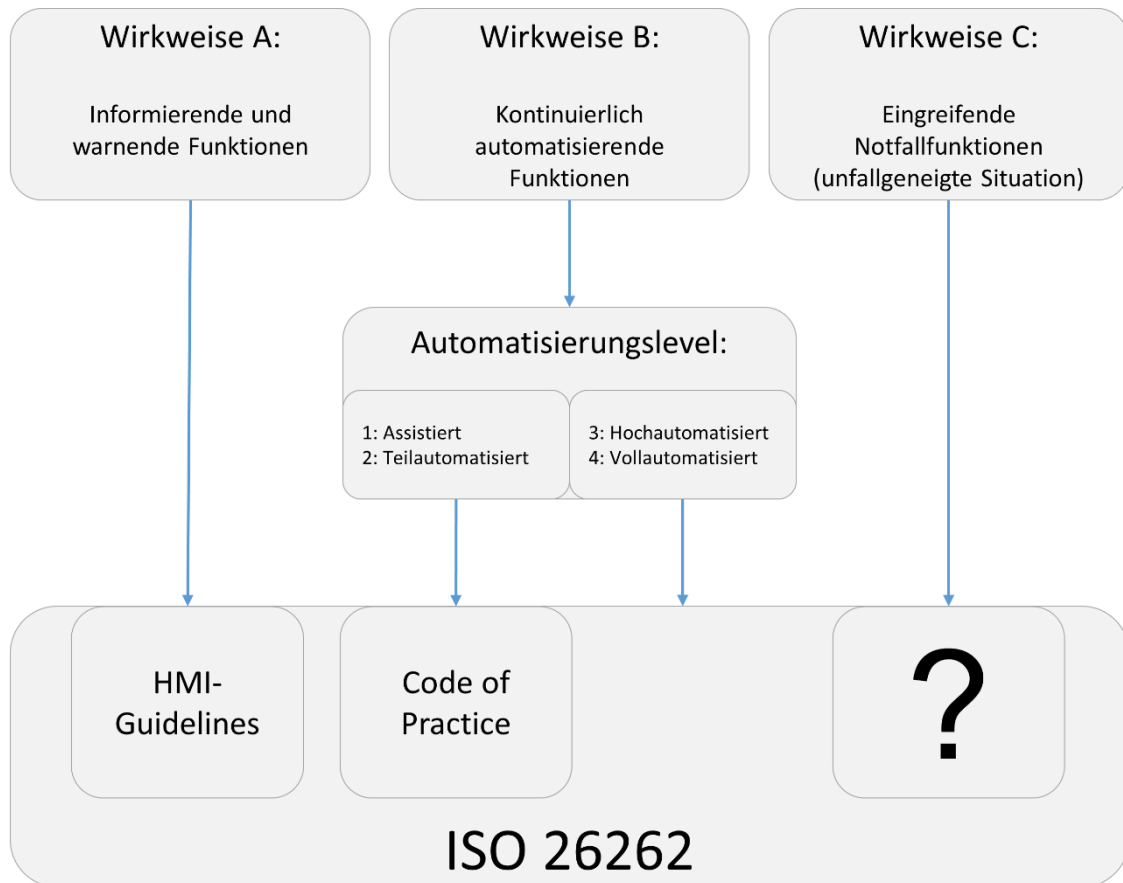 Wirkweise A:
Informierende und
warnende Funktionen
Wirkweise B:
Kontinuierlich
automatisierende
Funktionen
Wirkweise C:
Eingreifende
Notfallfunktionen
(unfallgeneigte Situation)
Automatisierungslevel:
1: Assistiert
2: Teilautomatisiert
3: Hochautomatisiert
4: Vollautomatisiert
HMI-
Guidelines
Code of
Practice
?
ISO 26262